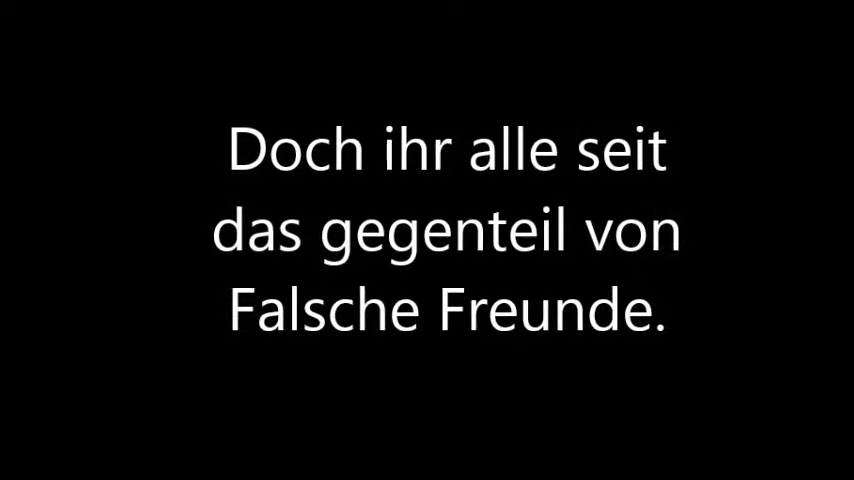 Doch ihr alle seit
das gegenteil von
Falsche Freunde.